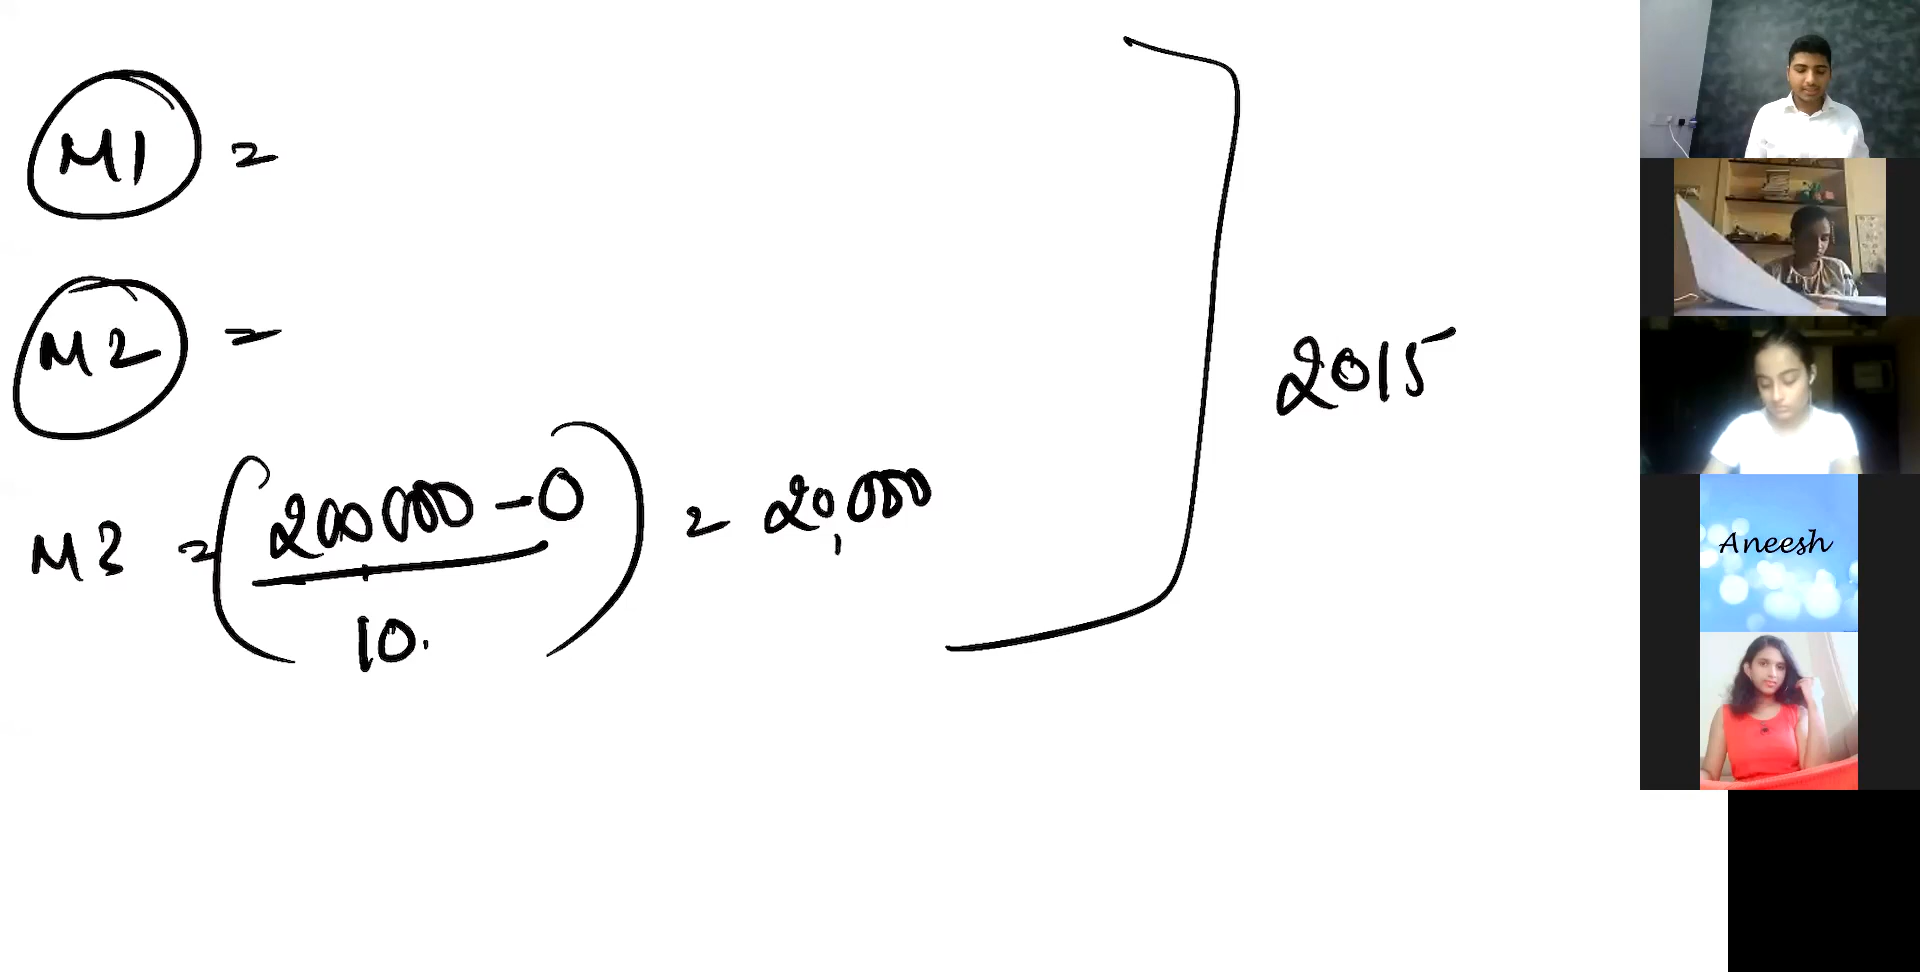 M1 =
M2 =
M3 = (200000 - 0 / 10.) = 20,000
2015
Aneesh